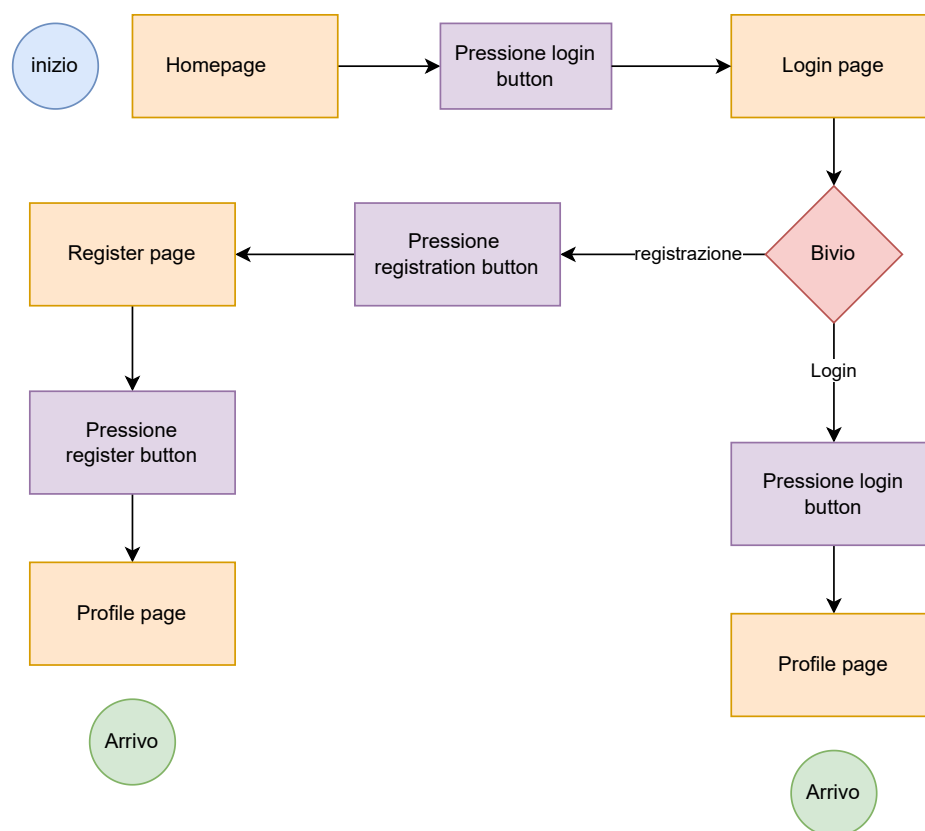 inizio
Homepage
Pressione login
button
Login page
Register page
Pressione
registration button
registrazione
Bivio
Login
Pressione
register button
Pressione login
button
Profile page
Profile page
Arrivo
Arrivo